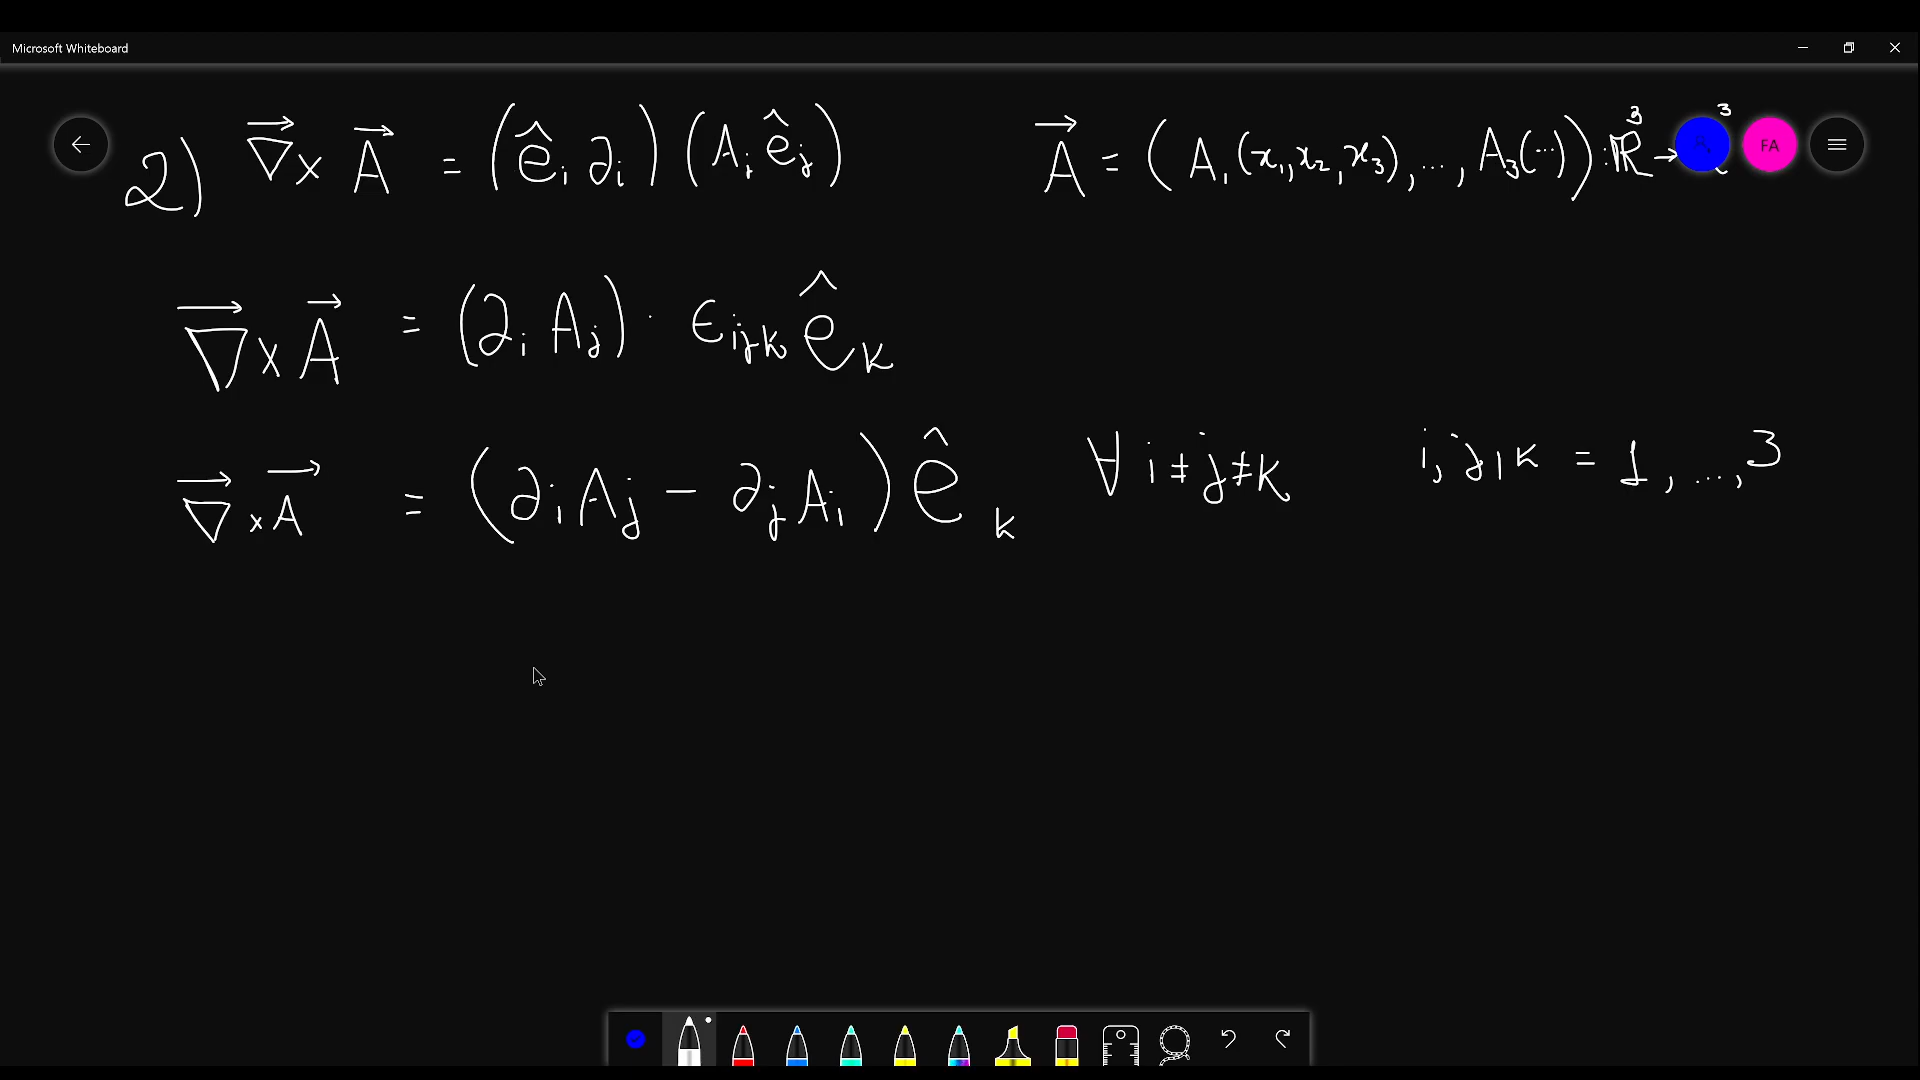 Microsoft Whiteboard
2) ∇⃗ × A⃗ = (ê_i ∂_i) (A_j ê_j)    A⃗ = (A_1(x_1, x_2, x_3), ..., A_3(...)) : ℝ^3 → ^3
FA
∇⃗ × A⃗ = (∂_i A_j) · ϵ_ijk ê_k
∇⃗ × A⃗ = (∂_i A_j − ∂_j A_i) ê_k    ∀ i ≠ j ≠ k    i, j, k = 1, ..., 3